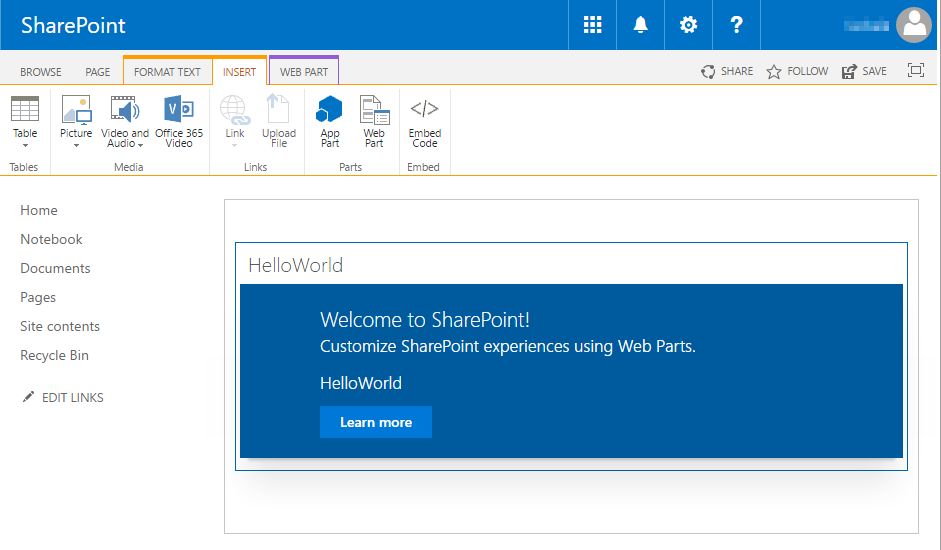 SharePoint
?
BROWSE PAGE FORMAT TEXT INSERT WEB PART SHARE FOLLOW SAVE
Table
Picture
Video and
Audio
Office 365
Video
Link
Upload
File
App
Part
Web
Part
</>
Embed
Code
Tables Media Links Parts Embed
Home
Notebook
Documents
Pages
Site contents
Recycle Bin
EDIT LINKS
HelloWorld
Welcome to SharePoint!
Customize SharePoint experiences using Web Parts.
HelloWorld
Learn more